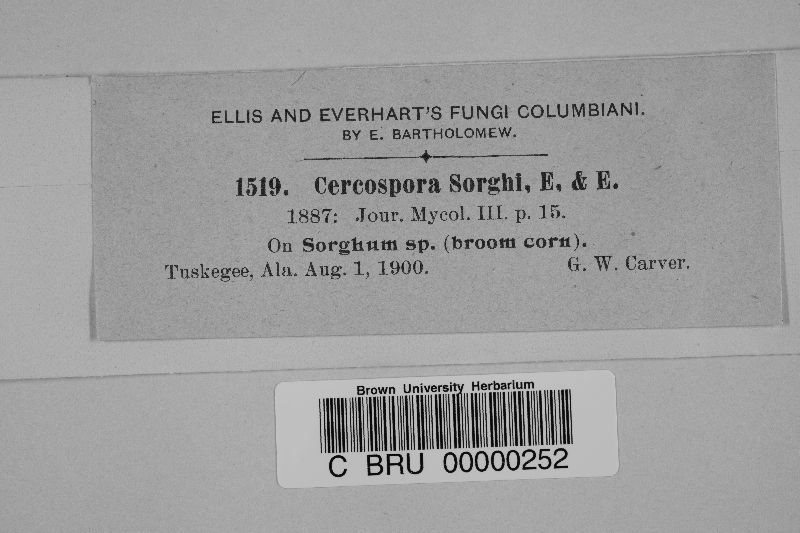 ELLIS AND EVERHART'S FUNGI COLUMBIANI.
BY E. BARTHOLOMEW.
1519. Cercospora Sorghi, E, & E.
1887: Jour. Mycol. III. p. 15.
On Sorghum sp. (broom corn).
Tuskegee, Ala. Aug. 1, 1900. G. W. Carver.
Brown University Herbarium
C BRU 00000252